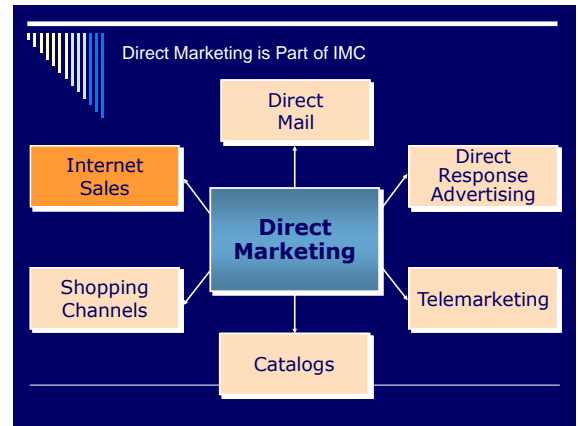 Direct Marketing is Part of IMC
Direct
Mail
Internet
Sales
Direct
Response
Advertising
Direct
Marketing
Shopping
Channels
Telemarketing
Catalogs